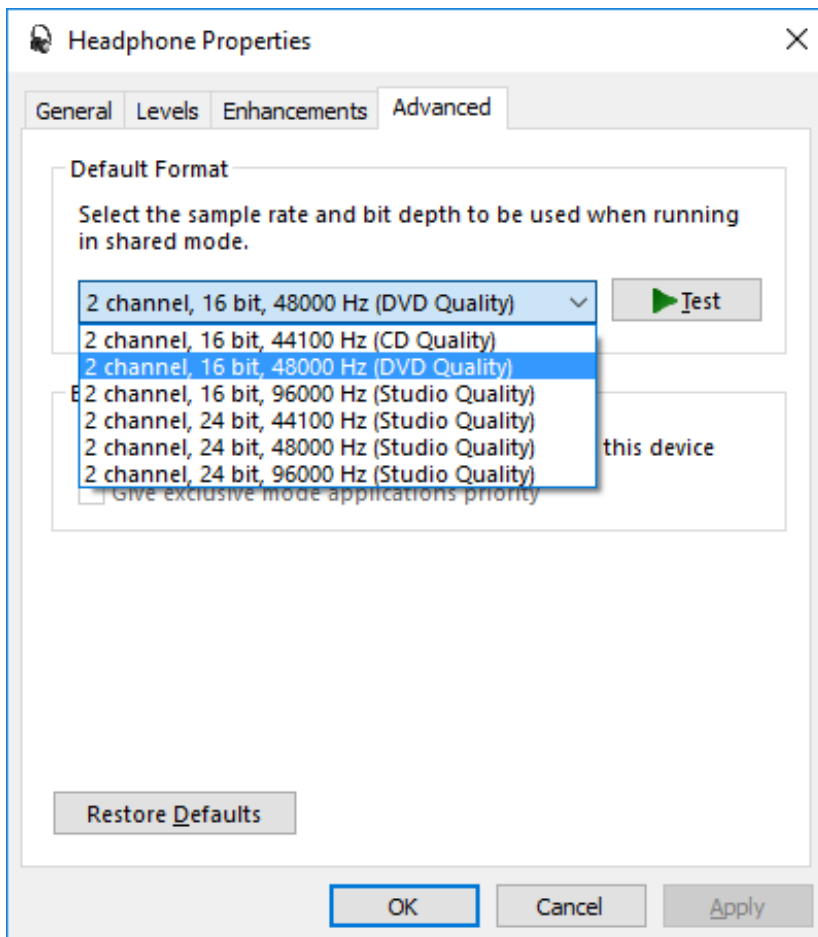 Headphone Properties
General Levels Enhancements Advanced
Default Format
Select the sample rate and bit depth to be used when running
in shared mode.
2 channel, 16 bit, 48000 Hz (DVD Quality)
Test
2 channel, 16 bit, 44100 Hz (CD Quality)
2 channel, 16 bit, 48000 Hz (DVD Quality)
2 channel, 16 bit, 96000 Hz (Studio Quality)
2 channel, 24 bit, 44100 Hz (Studio Quality)
2 channel, 24 bit, 48000 Hz (Studio Quality)
2 channel, 24 bit, 96000 Hz (Studio Quality)
this device
Give exclusive mode applications priority
Restore Defaults
OK Cancel Apply